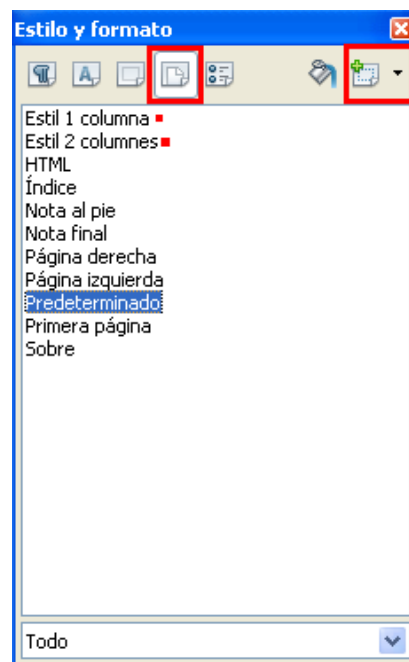 Estilo y formato
Estil 1 columna
Estil 2 columnes
HTML
Índice
Nota al pie
Nota final
Página derecha
Página izquierda
Predeterminado
Primera página
Sobre
Todo